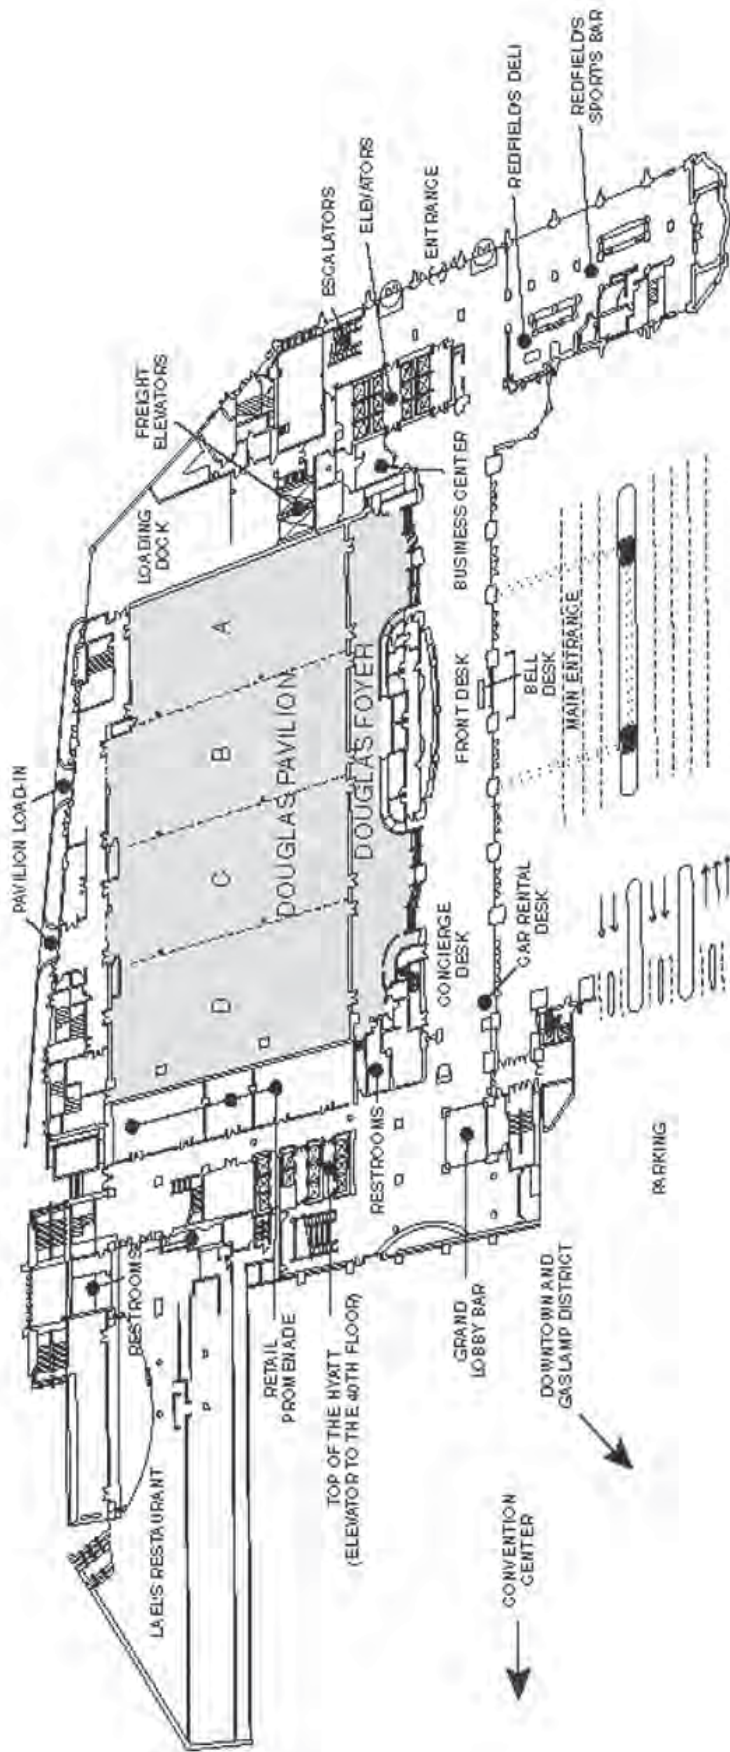 PAVILION LOAD-IN
LOADING
DOCK
FREIGHT
ELEVATORS
ESCALATORS
ELEVATORS
ENTRANCE
REDFIELD'S DELI
REDFIELD'S
SPORTS BAR
D
C
B
A
DOUGLAS PAVILION
DOUGLAS FOYER
RESTROOMS
LAEL'S RESTAURANT
RETAIL
PROMENADE
TOP OF THE HYATT
(ELEVATOR TO THE 40TH FLOOR)
RESTROOMS
CONCIERGE
DESK
FRONT DESK
BUSINESS CENTER
GRAND
LOBBY BAR
CAR RENTAL
DESK
BELL
DESK
MAIN ENTRANCE
CONVENTION
CENTER
DOWNTOWN AND
GASLAMP DISTRICT
PARKING